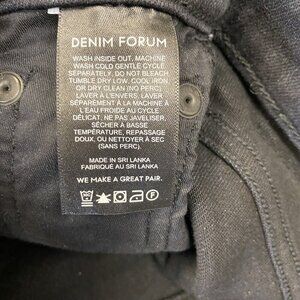 DENIM FORUM
WASH INSIDE OUT, MACHINE
WASH COLD GENTLE CYCLE
SEPARATELY, DO NOT BLEACH
TUMBLE DRY LOW, COOL IRON
OR DRY CLEAN (NO PERC)
LAVER À L'ENVERS, LAVER
SÉPARÉMENT À LA MACHINE À
L'EAU FROIDE AU CYCLE
DÉLICAT, NE PAS JAVELISER,
SÉCHER À BASSE
TEMPÉRATURE, REPASSAGE
DOUX, OU NETTOYER À SEC
(SANS PERC).
MADE IN SRI LANKA
FABRIQUÉ AU SRI LANKA
WE MAKE A GREAT PAIR.